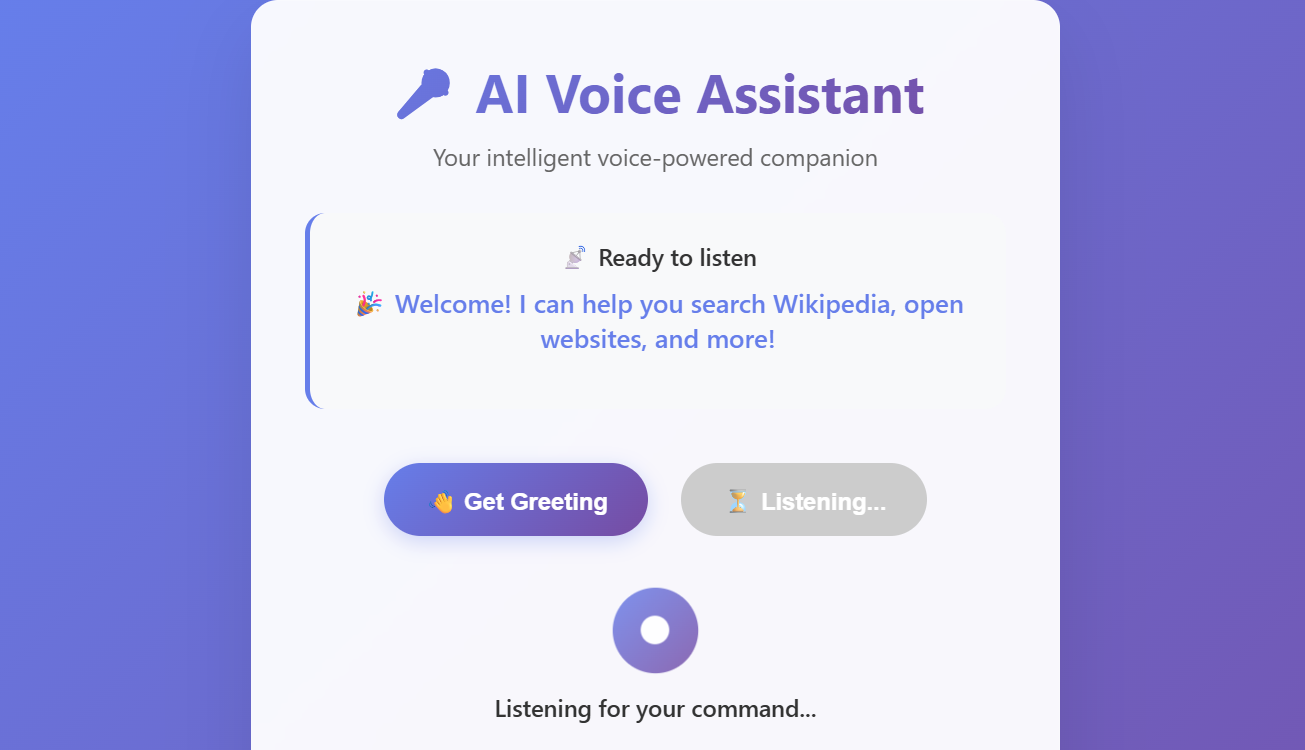 🎤 AI Voice Assistant
Your intelligent voice-powered companion
📡 Ready to listen
🎉 Welcome! I can help you search Wikipedia, open
websites, and more!
👋 Get Greeting
⏳ Listening...
Listening for your command...